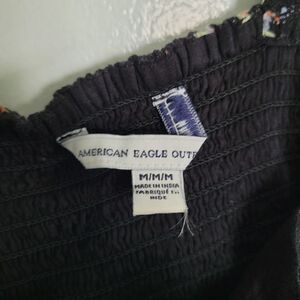 AMERICAN EAGLE OUTF
M/M/M
MADE IN INDIA
FABRIQUÉ EN
INDE